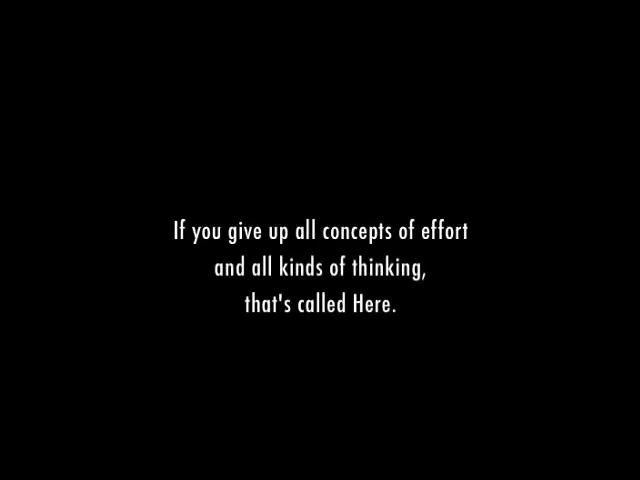 If you give up all concepts of effort
and all kinds of thinking,
that's called Here.